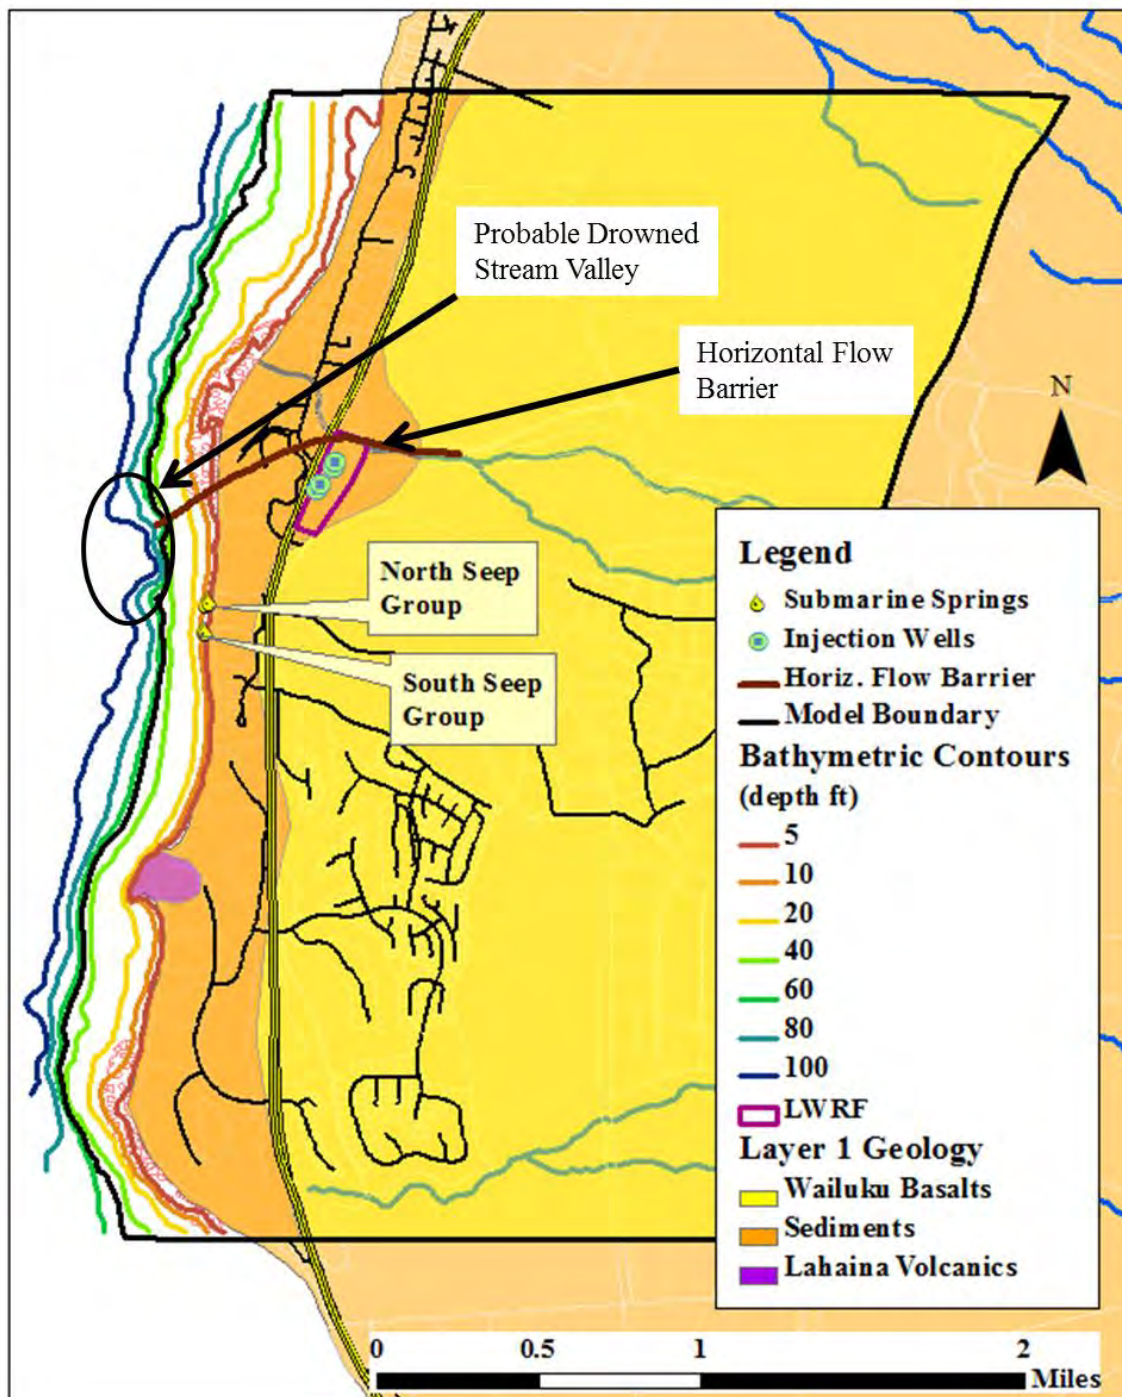 Probable Drowned
Stream Valley
Horizontal Flow
Barrier
N
North Seep
Group
South Seep
Group
Legend
Submarine Springs
Injection Wells
Horiz. Flow Barrier
Model Boundary
Bathymetric Contours
(depth ft)
5
10
20
40
60
80
100
LWRF
Layer 1 Geology
Wailuku Basalts
Sediments
Lahaina Volcanics
0 0.5 1 2
Miles